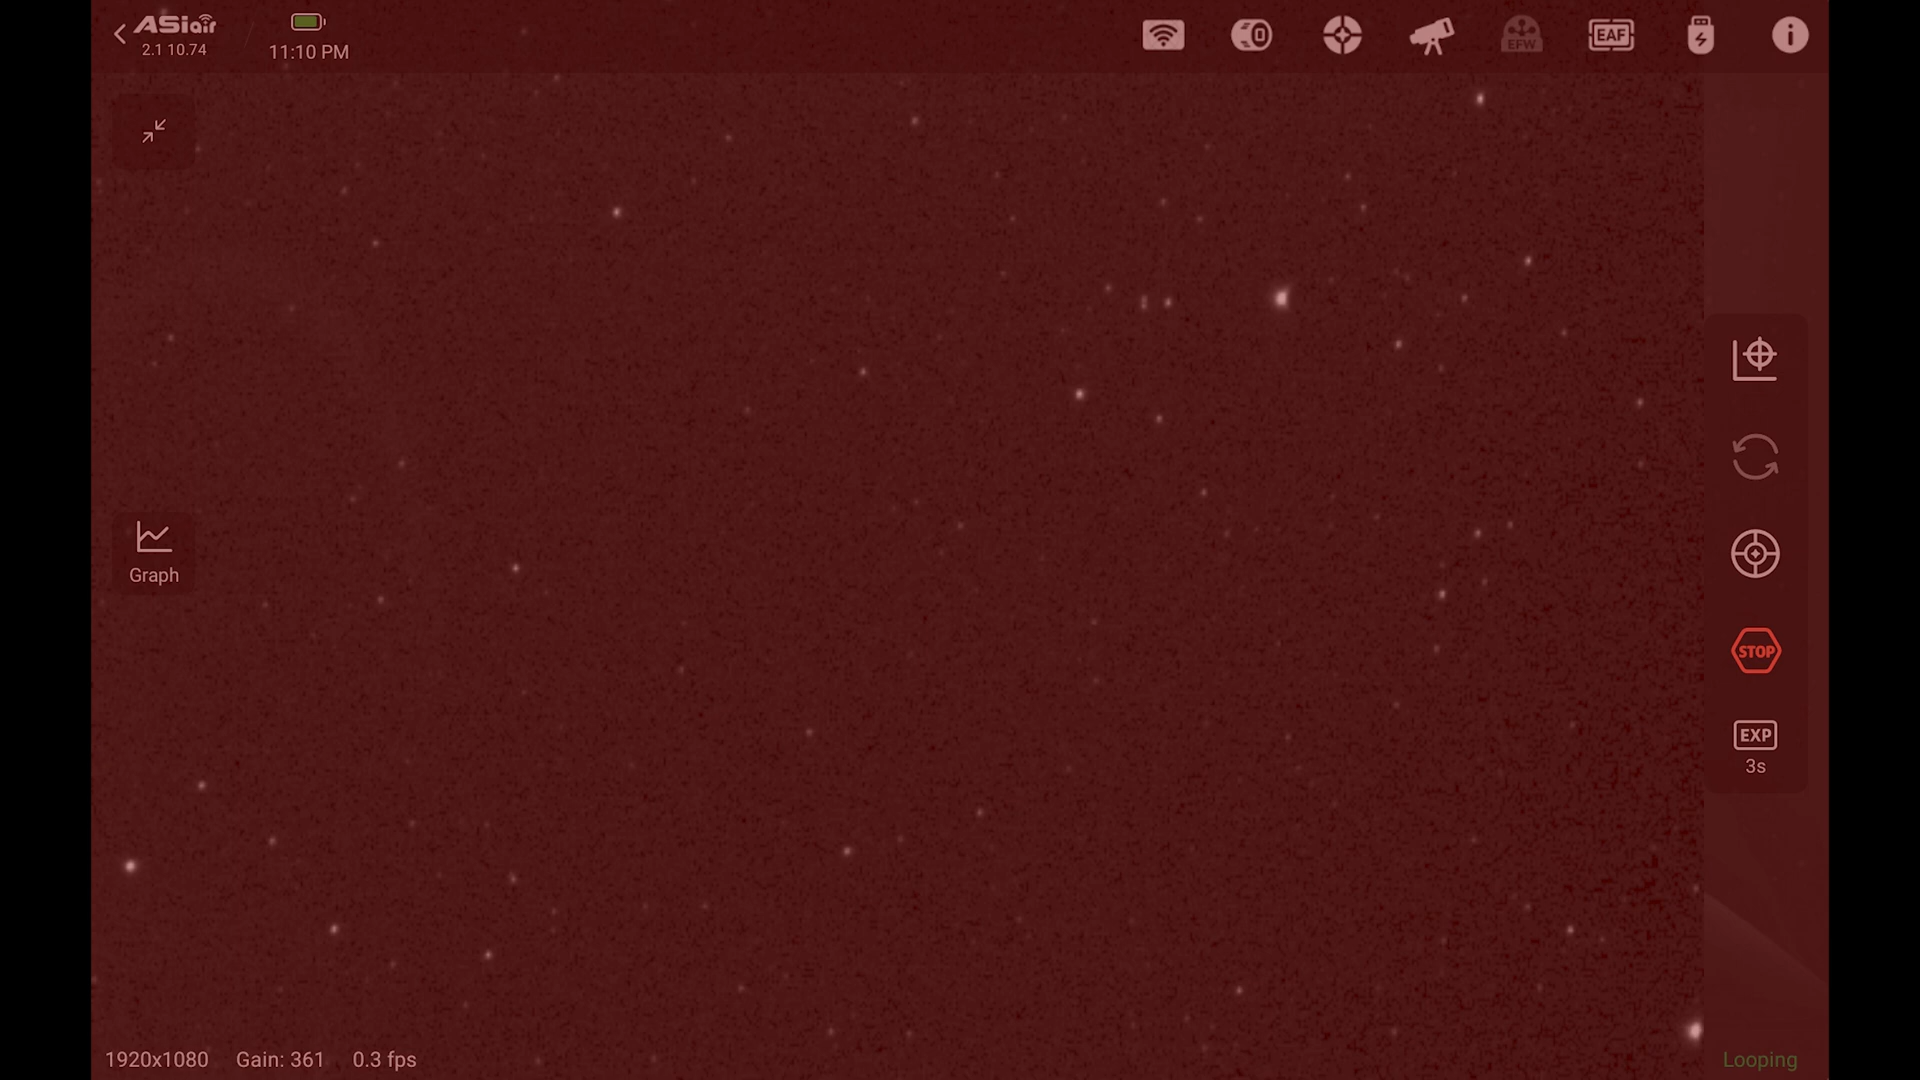 ASiair
2.1 10.74
11:10 PM
EFW
EAF
Graph
STOP
EXP
3s
1920x1080 Gain: 361 0.3 fps
Looping